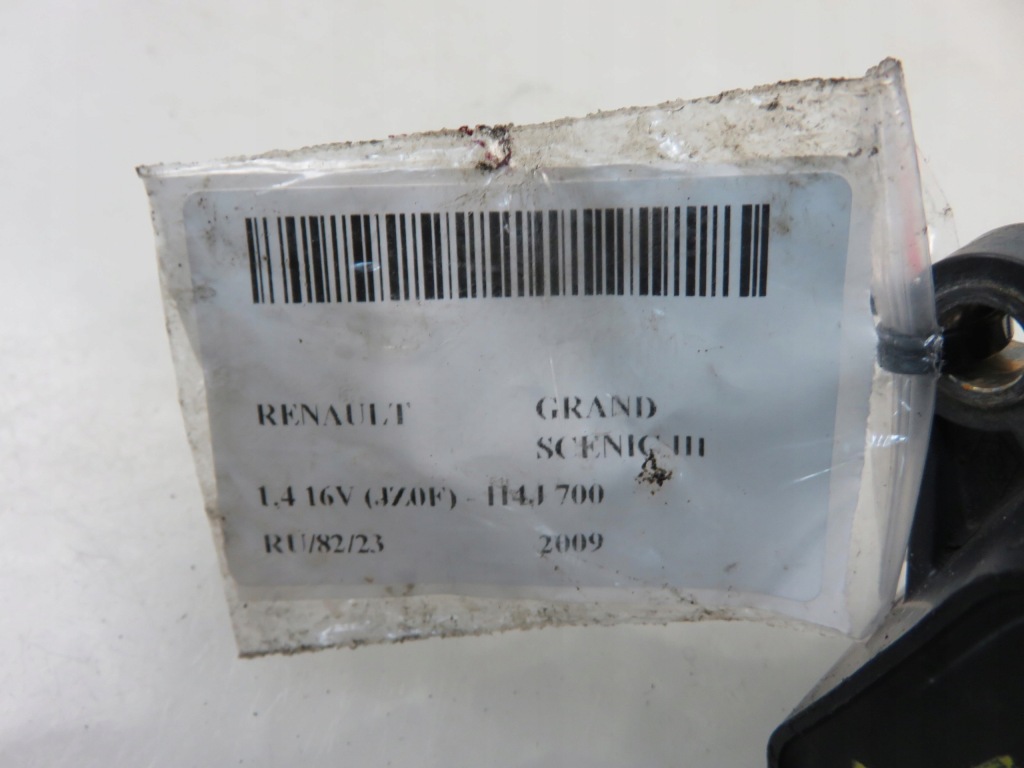 RENAULT GRAND
SCENIC III
1.4 16V (JZ0F) - H4J 700
RU/82/23 2009